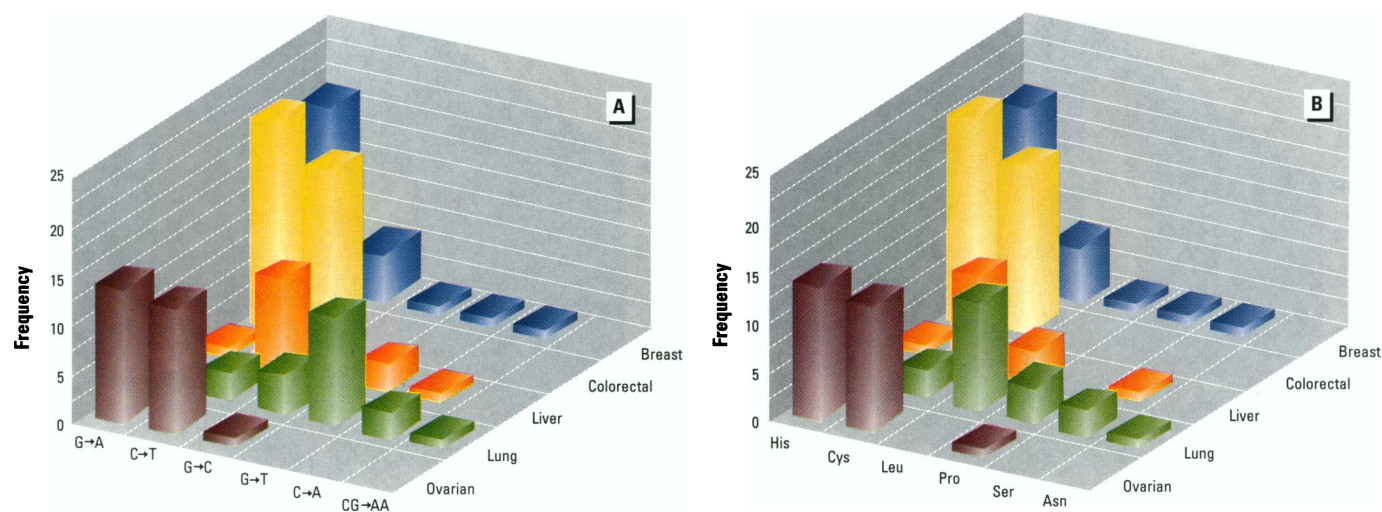 A
Frequency
25
20
15
10
5
0
G→A
C→T
G→C
G→T
C→A
CG→AA
Ovarian
Lung
Liver
Colorectal
Breast
B
Frequency
25
20
15
10
5
0
His
Cys
Leu
Pro
Ser
Asn
Ovarian
Lung
Liver
Colorectal
Breast